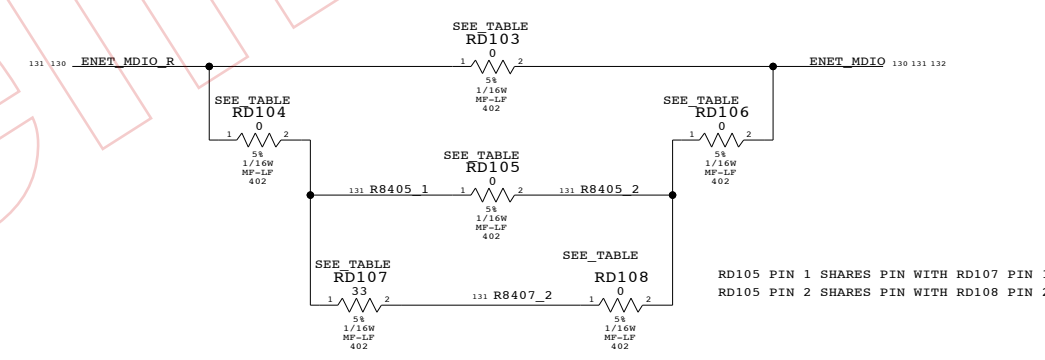 SEE_TABLE
RD103
0
131 130 ENET_MDIO_R 1 2 ENET_MDIO 130 131 132
5%
1/16W
MF-LF
402
SEE_TABLE
RD104
0
1 2
5%
1/16W
MF-LF
402
SEE_TABLE
RD106
0
1 2
5%
1/16W
MF-LF
402
SEE_TABLE
RD105
0
131 R8405_1 1 2 131 R8405_2
5%
1/16W
MF-LF
402
SEE_TABLE
RD107
33
1 2 131 R8407_2
5%
1/16W
MF-LF
402
SEE_TABLE
RD108
0
1 2
5%
1/16W
MF-LF
402
RD105 PIN 1 SHARES PIN WITH RD107 PIN
RD105 PIN 2 SHARES PIN WITH RD108 PIN